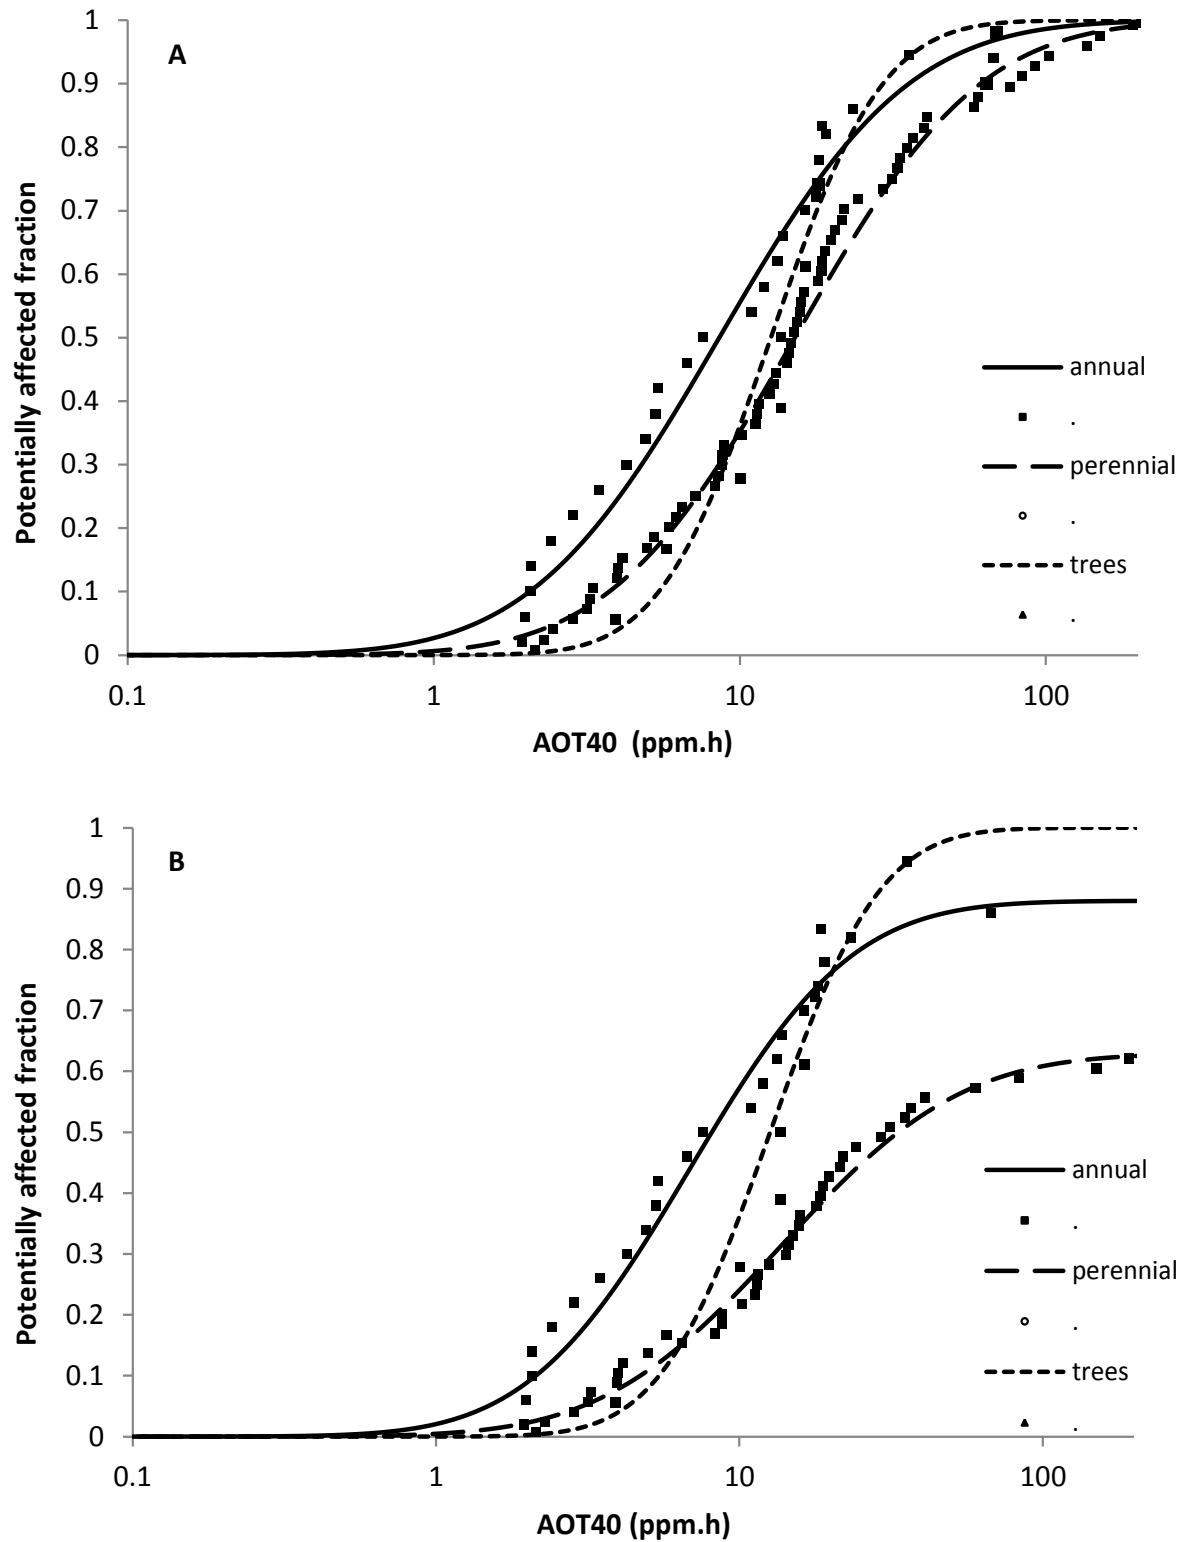 A
1
0.9
0.8
0.7
0.6
0.5
0.4
0.3
0.2
0.1
0
Potentially affected fraction
annual
.
perennial
.
trees
.
0.1 1 10 100
AOT40 (ppm.h)
B
1
0.9
0.8
0.7
0.6
0.5
0.4
0.3
0.2
0.1
0
Potentially affected fraction
annual
.
perennial
.
trees
.
0.1 1 10 100
AOT40 (ppm.h)